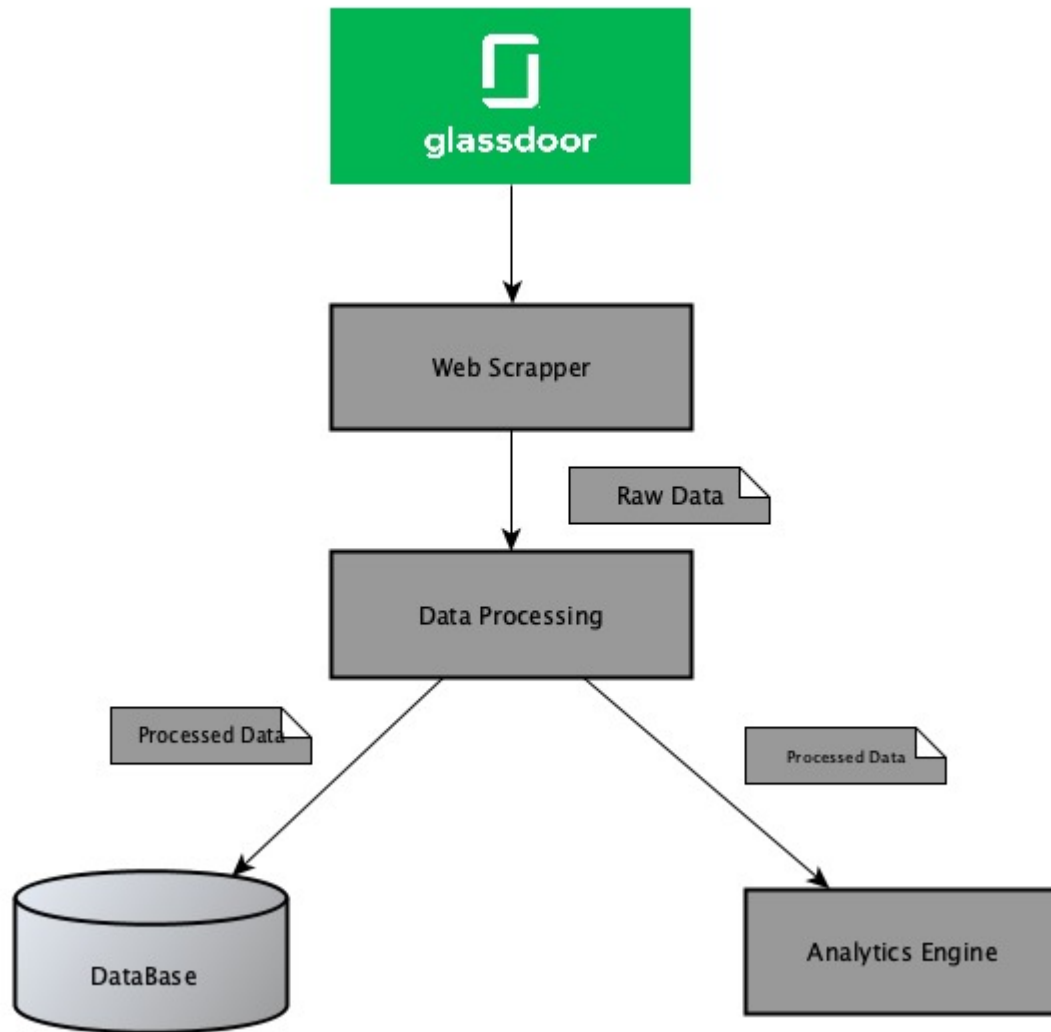 glassdoor
Web Scrapper
Raw Data
Data Processing
Processed Data
Processed Data
DataBase
Analytics Engine